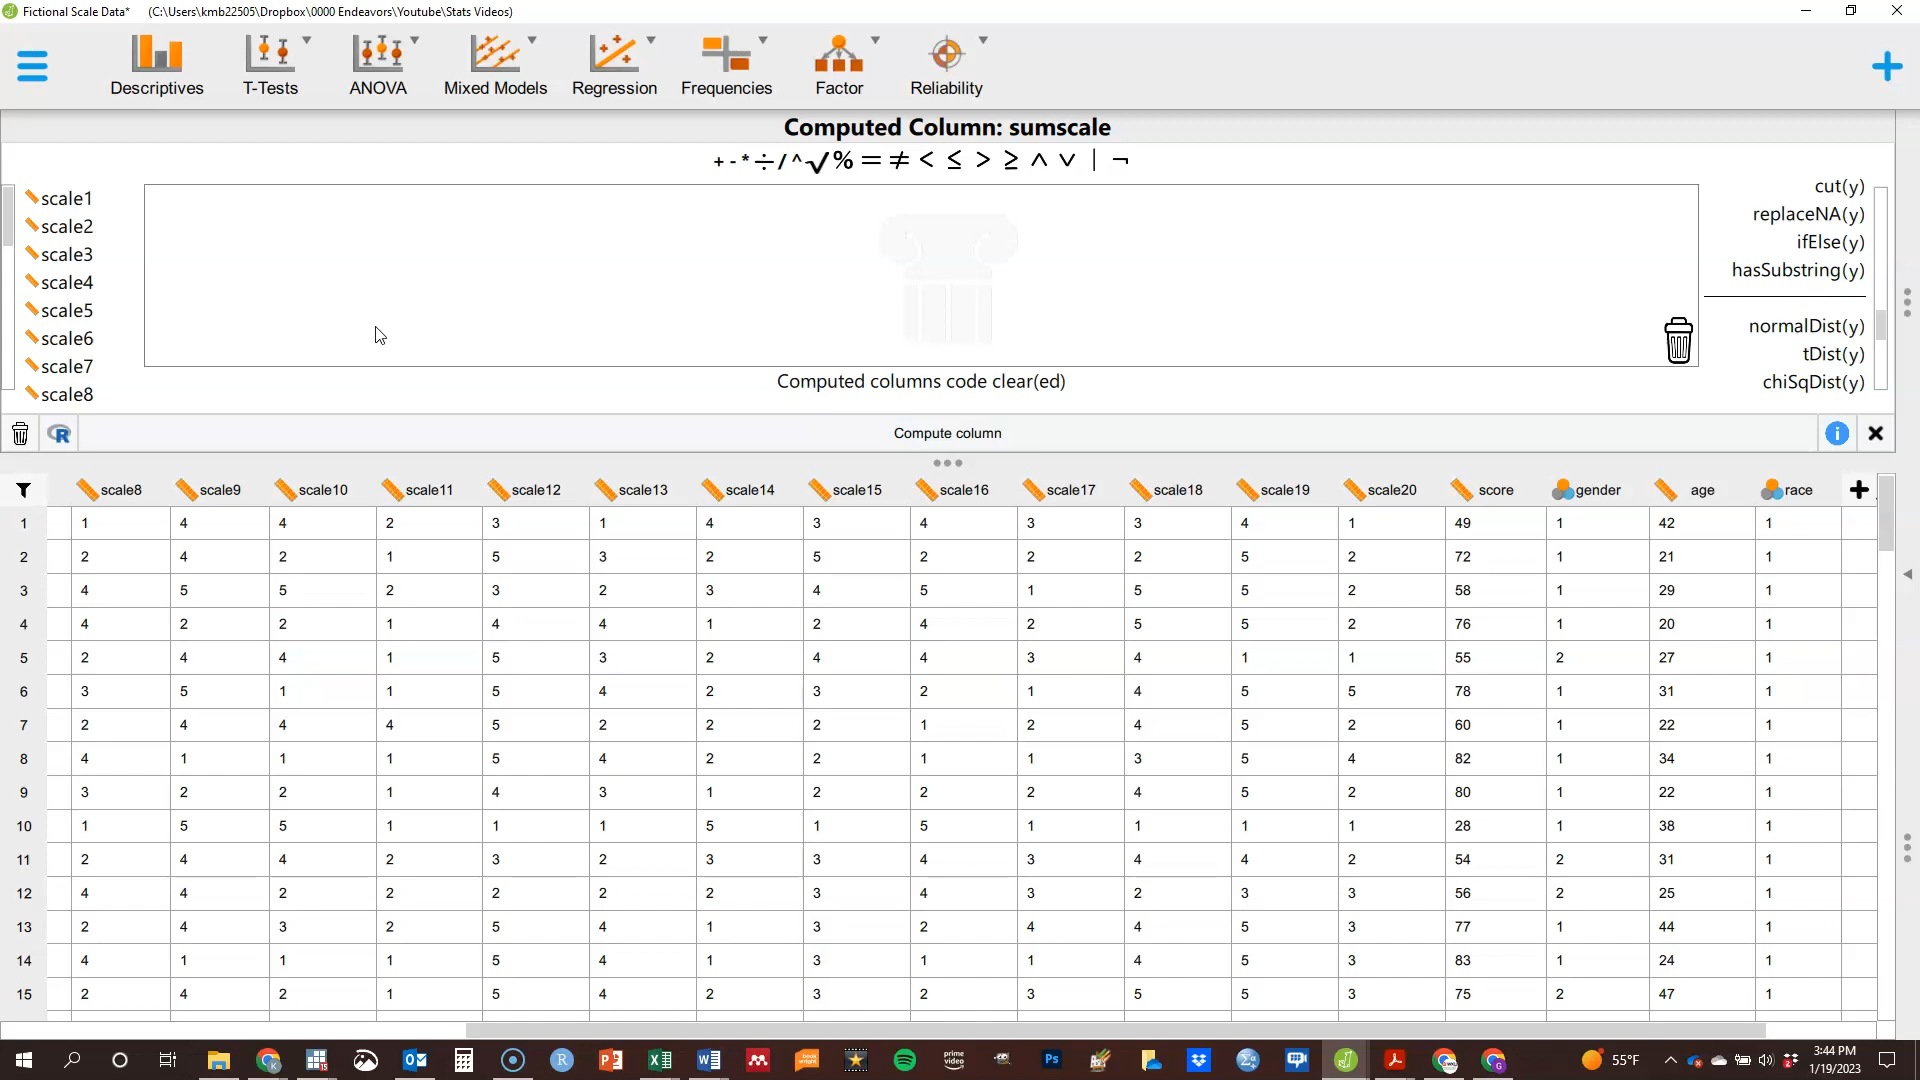 Fictional Scale Data* (C:\Users\kmb22505\Dropbox\0000 Endeavors\Youtube\Stats Videos)
Descriptives T-Tests ANOVA Mixed Models Regression Frequencies Factor Reliability
Computed Column: sumscale
+ - * ÷ / ^ √ % = ≠ < ≤ > ≥ ∧ ∨ | ¬
scale1
scale2
scale3
scale4
scale5
scale6
scale7
scale8
cut(y)
replaceNA(y)
ifElse(y)
hasSubstring(y)
normalDist(y)
tDist(y)
chiSqDist(y)
Computed columns code clear(ed)
R Compute column i
scale8 scale9 scale10 scale11 scale12 scale13 scale14 scale15 scale16 scale17 scale18 scale19 scale20 score gender age race
1 1 4 4 2 3 1 4 3 4 3 3 4 1 49 1 42 1
2 2 4 2 1 5 3 2 5 2 2 2 5 2 72 1 21 1
3 4 5 5 2 3 2 3 4 5 1 5 5 2 58 1 29 1
4 4 2 2 1 4 4 1 2 4 2 5 5 2 76 1 20 1
5 2 4 4 1 5 3 2 4 4 3 4 1 1 55 2 27 1
6 3 5 1 1 5 4 2 3 2 1 4 5 5 78 1 31 1
7 2 4 4 4 5 2 2 2 1 2 4 5 2 60 1 22 1
8 4 1 1 1 5 4 2 2 1 1 3 5 4 82 1 34 1
9 3 2 2 1 4 3 1 2 2 2 4 5 2 80 1 22 1
10 1 5 5 1 1 1 5 1 5 1 1 1 1 28 1 38 1
11 2 4 4 2 3 2 3 3 4 3 4 4 2 54 2 31 1
12 4 4 2 2 2 2 2 3 4 3 2 3 3 56 2 25 1
13 2 4 3 2 5 4 1 3 2 4 4 5 3 77 1 44 1
14 4 1 1 1 5 4 1 3 1 1 4 5 3 83 1 24 1
15 2 4 2 1 5 4 2 3 2 3 5 5 3 75 2 47 1
55°F
3:44 PM
1/19/2023